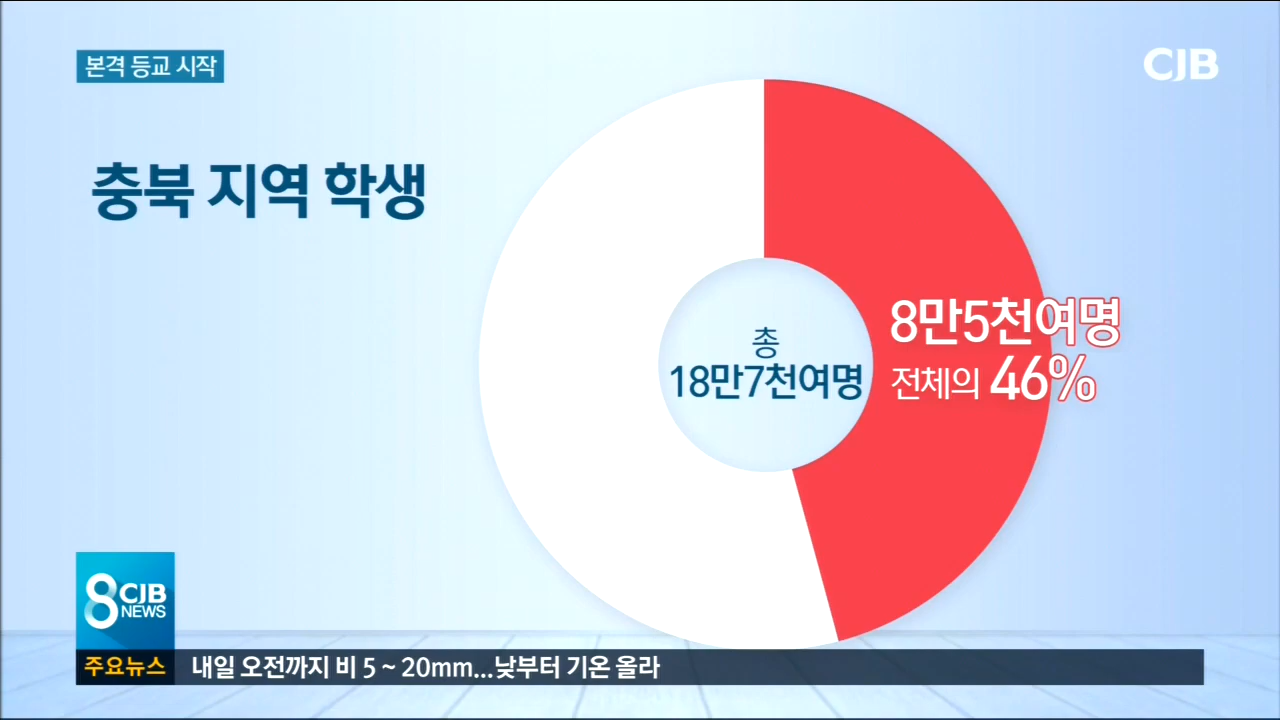 본격 등교 시작
CJB
충북 지역 학생
총
18만7천여명
8만5천여명
전체의 46%
8 CJB
NEWS
주요뉴스 내일 오전까지 비 5 ~ 20mm...낮부터 기온 올라